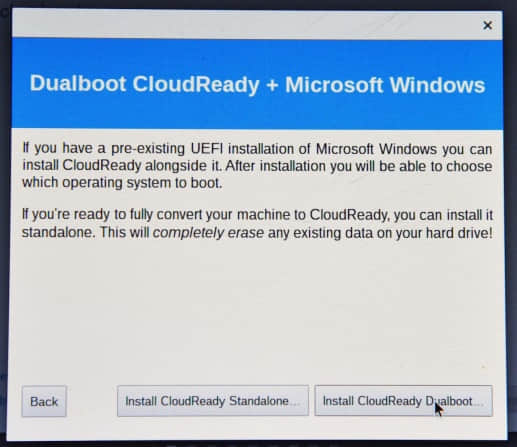 ×
Dualboot CloudReady + Microsoft Windows
If you have a pre-existing UEFI installation of Microsoft Windows you can
install CloudReady alongside it. After installation you will be able to choose
which operating system to boot.
If you're ready to fully convert your machine to CloudReady, you can install it
standalone. This will completely erase any existing data on your hard drive!
Back
Install CloudReady Standalone...
Install CloudReady Dualboot...